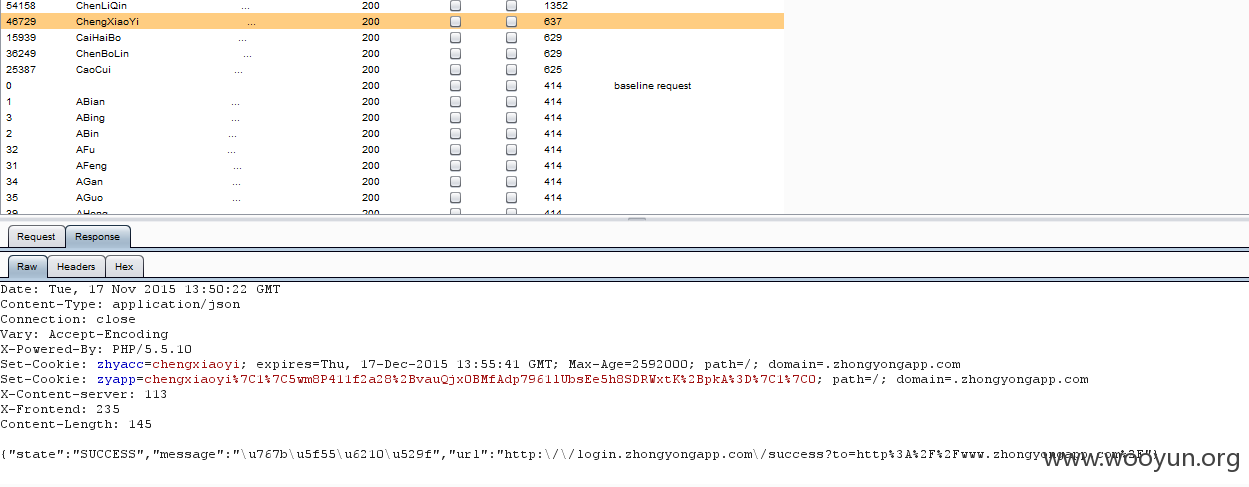 54158 ChenLiQin ... 200 1352
46729 ChengXiaoYi ... 200 637
15939 CaiHaiBo ... 200 629
36249 ChenBoLin ... 200 629
25387 CaoCui ... 200 625
0 200 414 baseline request
1 ABian ... 200 414
3 ABing ... 200 414
2 ABin ... 200 414
32 AFu ... 200 414
31 AFeng ... 200 414
34 AGan ... 200 414
35 AGuo ... 200 414
39 AHong 200 414
Request Response
Raw Headers Hex
Date: Tue, 17 Nov 2015 13:50:22 GMT
Content-Type: application/json
Connection: close
Vary: Accept-Encoding
X-Powered-By: PHP/5.5.10
Set-Cookie: zhyacc=chengxiaoyi; expires=Thu, 17-Dec-2015 13:55:41 GMT; Max-Age=2592000; path=/; domain=.zhongyongapp.com
Set-Cookie: zyapp=chengxiaoyi%7C1%7C5wm8P411f2a28%2BvauQjxOBMfAdp7961lUbsEe5h8SDRWxtK%2BpkA%3D%7C1%7C0; path=/; domain=.zhongyongapp.com
X-Content-server: 113
X-Frontend: 235
Content-Length: 145
{"state":"SUCCESS","message":"\u767b\u5f55\u6210\u529f","url":"http:\/\/login.zhongyongapp.com\/success?to=http%3A%2F%2Fwww.zhongyongapp.com%2F"}
www.wooyun.org